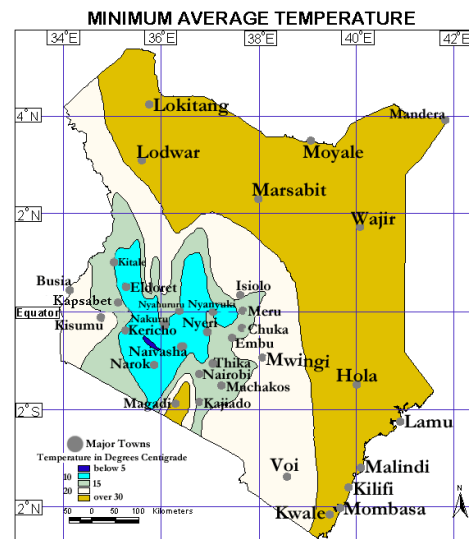 MINIMUM AVERAGE TEMPERATURE
34˚E 36˚E 38˚E 40˚E 42˚E
4˚N
Lokitang
Mandera
Moyale
Lodwar
Marsabit
2˚N
Wajir
Kitale
Busia
Eldoret
Isiolo
Kapsabet
Nyahururu Nyanyuka
Equator
Meru
Kisumu
Nakuru
Kericho
Nyeri
Chuka
Embu
Naivasha
Mwingi
Narok
Thika
Nairobi
Mnchakos
Hola
Magadi
Kajiado
2˚S
Lamu
Major Towns
Temperature in Degrees Centigrade
below 5
10
15
20
over 30
Voi
Malindi
Kilifi
2˚N
Kwale
Mombasa
50 0 50 100 Kilometers
N